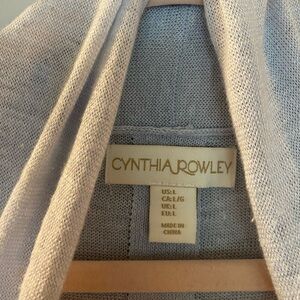 CYNTHIA ROWLEY
US: L
CA: L/G
UK: L
EU: L
MADE IN
CHINA